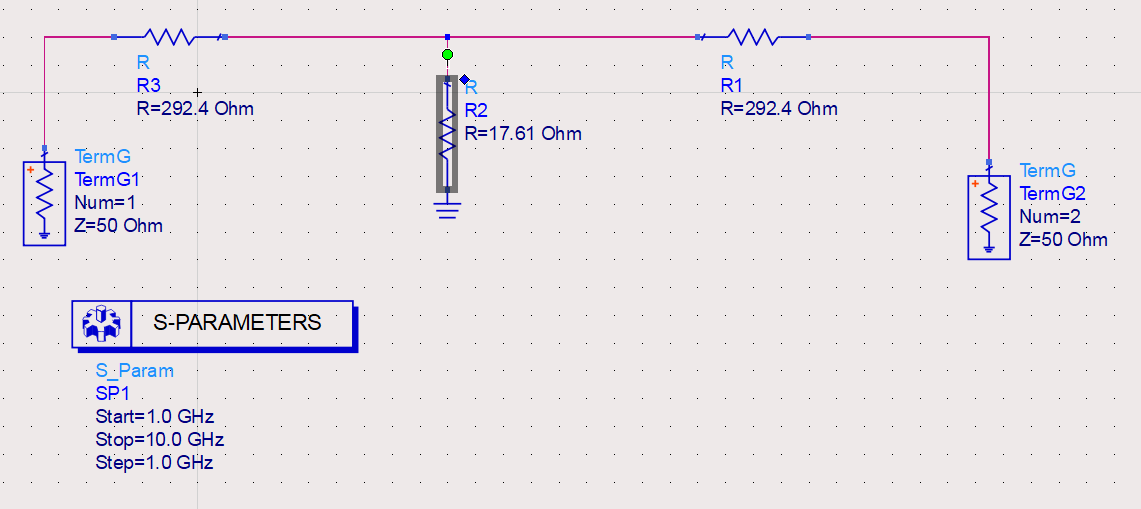 R
R3
R=292.4 Ohm
R
R2
R=17.61 Ohm
R
R1
R=292.4 Ohm
+
TermG
TermG1
Num=1
Z=50 Ohm
+
TermG
TermG2
Num=2
Z=50 Ohm
S-PARAMETERS
S_Param
SP1
Start=1.0 GHz
Stop=10.0 GHz
Step=1.0 GHz